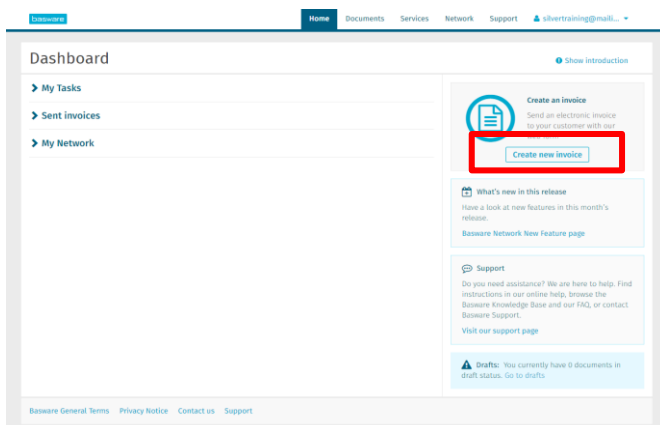 basware
Home Documents Services Network Support silvertraining@maili...
Dashboard
Show introduction
My Tasks
Sent invoices
My Network
Create an invoice
Send an electronic invoice
to your customer with our
Create new invoice
What's new in this release
Have a look at new features in this month's
release.
Basware Network New Feature page
Support
Do you need assistance? We are here to help. Find
instructions in our online help, browse the
Basware Knowledge Base and our FAQ, or contact
Basware Support.
Visit our support page
Drafts: You currently have 0 documents in
draft status. Go to drafts
Basware General Terms Privacy Notice Contact us Support